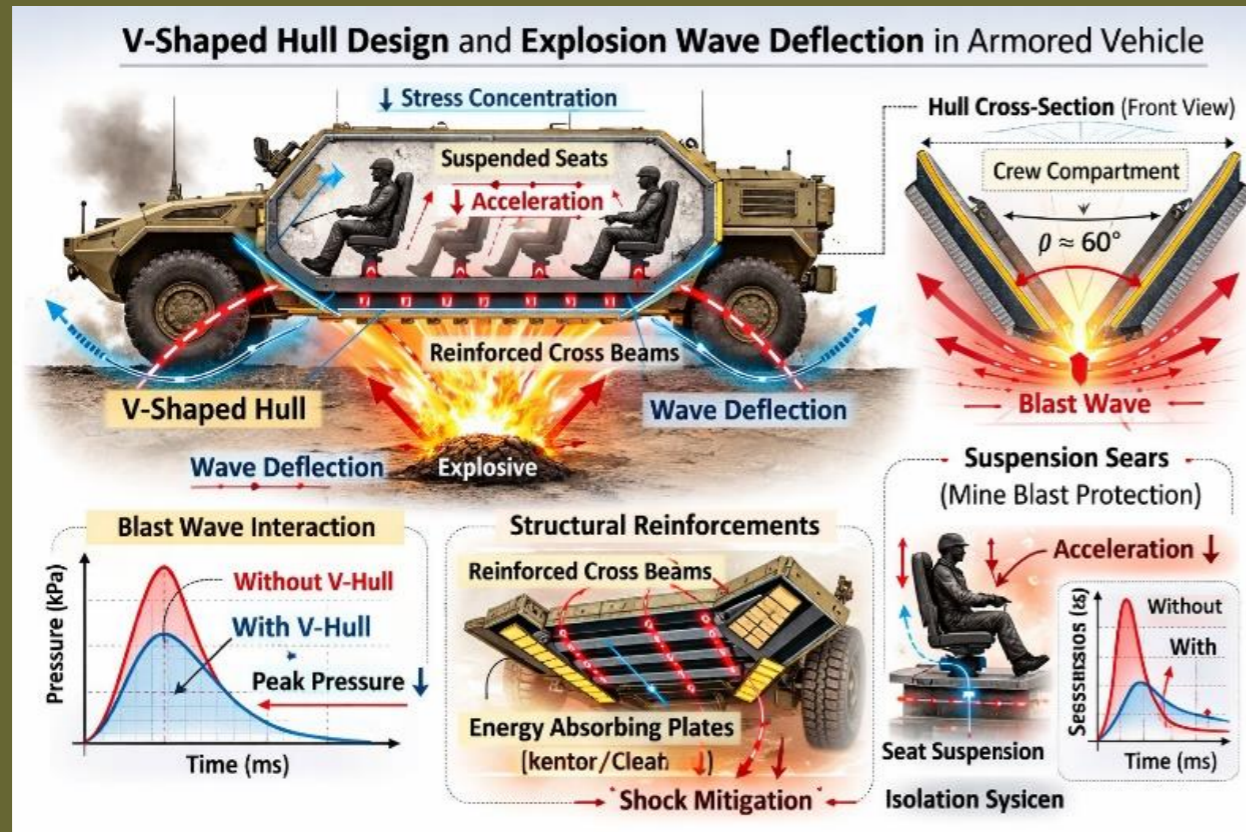 V-Shaped Hull Design and Explosion Wave Deflection in Armored Vehicle
↓ Stress Concentration
Suspended Seats
↓ Acceleration
Reinforced Cross Beams
V-Shaped Hull
Wave Deflection
Wave Deflection
Explosive
Hull Cross-Section (Front View)
Crew Compartment
θ ≈ 60°
Blast Wave
Blast Wave Interaction
Pressure (kPa)
Without V-Hull
With V-Hull
Peak Pressure ↓
Time (ms)
Structural Reinforcements
Reinforced Cross Beams
Energy Absorbing Plates
(kentor/Cleah )
Shock Mitigation
Suspension Sears
(Mine Blast Protection)
Acceleration ↓
Seat Suspension
Isolation Sysicen
Without
With
Time (ms)